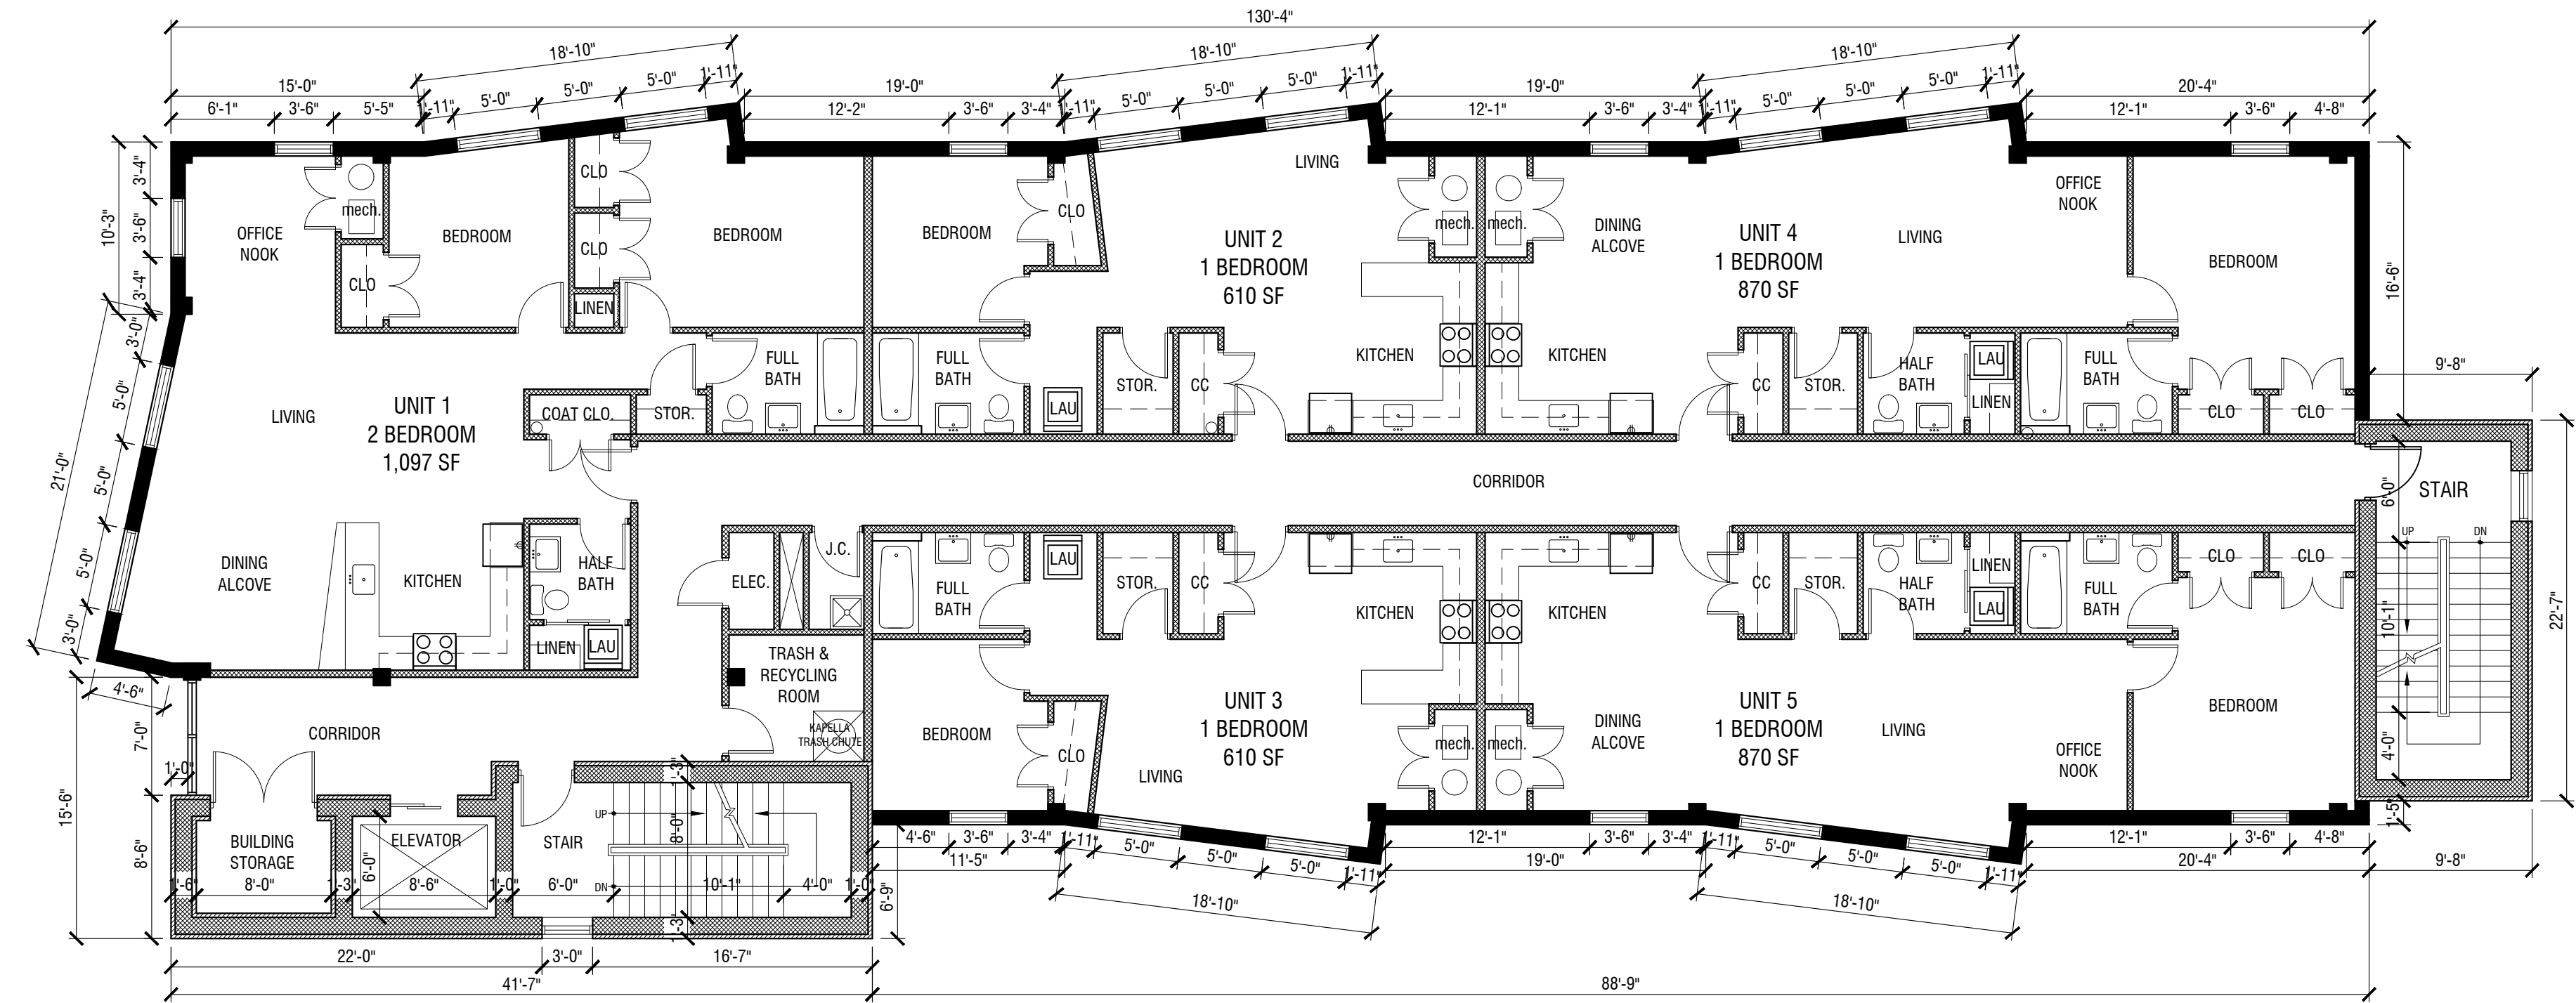 130'-4"
18'-10"
18'-10"
18'-10"
15'-0"
5'-0"
5'-0"
1'-11"
19'-0"
5'-0"
5'-0"
1'-11"
19'-0"
5'-0"
5'-0"
1'-11"
20'-4"
6'-1"
3'-6"
5'-5"
1'-11"
12'-2"
3'-6"
3'-4"
1'-11"
12'-1"
3'-6"
3'-4"
1'-11"
12'-1"
3'-6"
4'-8"
10'-3"
3'-4"
3'-6"
3'-4"
OFFICE
NOOK
mech.
CLO
BEDROOM
CLO
CLO
LINEN
BEDROOM
BEDROOM
CLO
LIVING
UNIT 2
1 BEDROOM
610 SF
mech.
mech.
DINING
ALCOVE
UNIT 4
1 BEDROOM
870 SF
LIVING
OFFICE
NOOK
BEDROOM
16'-6"
21'-0"
3'-0"
5'-0"
5'-0"
5'-0"
3'-0"
4'-6"
LIVING
UNIT 1
2 BEDROOM
1,097 SF
COAT CLO.
STOR.
FULL
BATH
FULL
BATH
LAU
STOR.
CC
KITCHEN
KITCHEN
CC
STOR.
HALF
BATH
LAU
LINEN
FULL
BATH
CLO
CLO
9'-8"
CORRIDOR
STAIR
6'-0"
UP
DN
10'-1"
4'-0"
22'-7"
1'-5"
DINING
ALCOVE
KITCHEN
HALF
BATH
LINEN
LAU
ELEC.
J.C.
FULL
BATH
LAU
STOR.
CC
KITCHEN
KITCHEN
CC
STOR.
HALF
BATH
LINEN
LAU
FULL
BATH
CLO
CLO
TRASH &
RECYCLING
ROOM
KAPELLA
TRASH CHUTE
BEDROOM
CLO
LIVING
UNIT 3
1 BEDROOM
610 SF
mech.
mech.
DINING
ALCOVE
UNIT 5
1 BEDROOM
870 SF
LIVING
OFFICE
NOOK
BEDROOM
CORRIDOR
15'-6"
7'-0"
1'-0"
8'-6"
BUILDING
STORAGE
ELEVATOR
6'-0"
STAIR
UP
DN
1'-3"
8'-0"
1'-3"
1'-6"
8'-0"
1'-3"
8'-6"
1'-0"
6'-0"
10'-1"
4'-0"
1'-0"
6'-9"
4'-6"
3'-6"
3'-4"
1'-11"
5'-0"
5'-0"
5'-0"
1'-11"
12'-1"
3'-6"
3'-4"
1'-11"
5'-0"
5'-0"
5'-0"
1'-11"
12'-1"
3'-6"
4'-8"
11'-5"
19'-0"
20'-4"
9'-8"
18'-10"
18'-10"
22'-0"
3'-0"
16'-7"
41'-7"
88'-9"